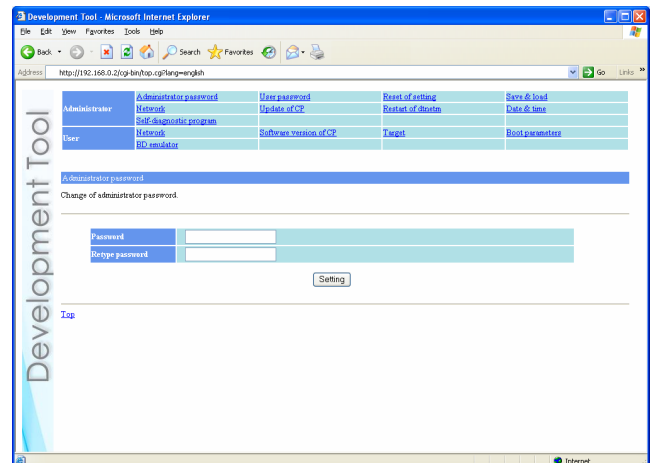 Development Tool - Microsoft Internet Explorer
File Edit View Favorites Tools Help
Back Search Favorites
Address http://192.168.0.2/cgi-bin/top.cgi?lang=english Go Links »
Development Tool
Administrator Administrator password User password Reset of setting Save & load
Network Update of CP Restart of dtnetm Date & time
Self-diagnostic program
User Network Software version of CP Target Boot parameters
BD emulator
Administrator password
Change of administrator password.
Password
Retype password
Setting
Top
Internet